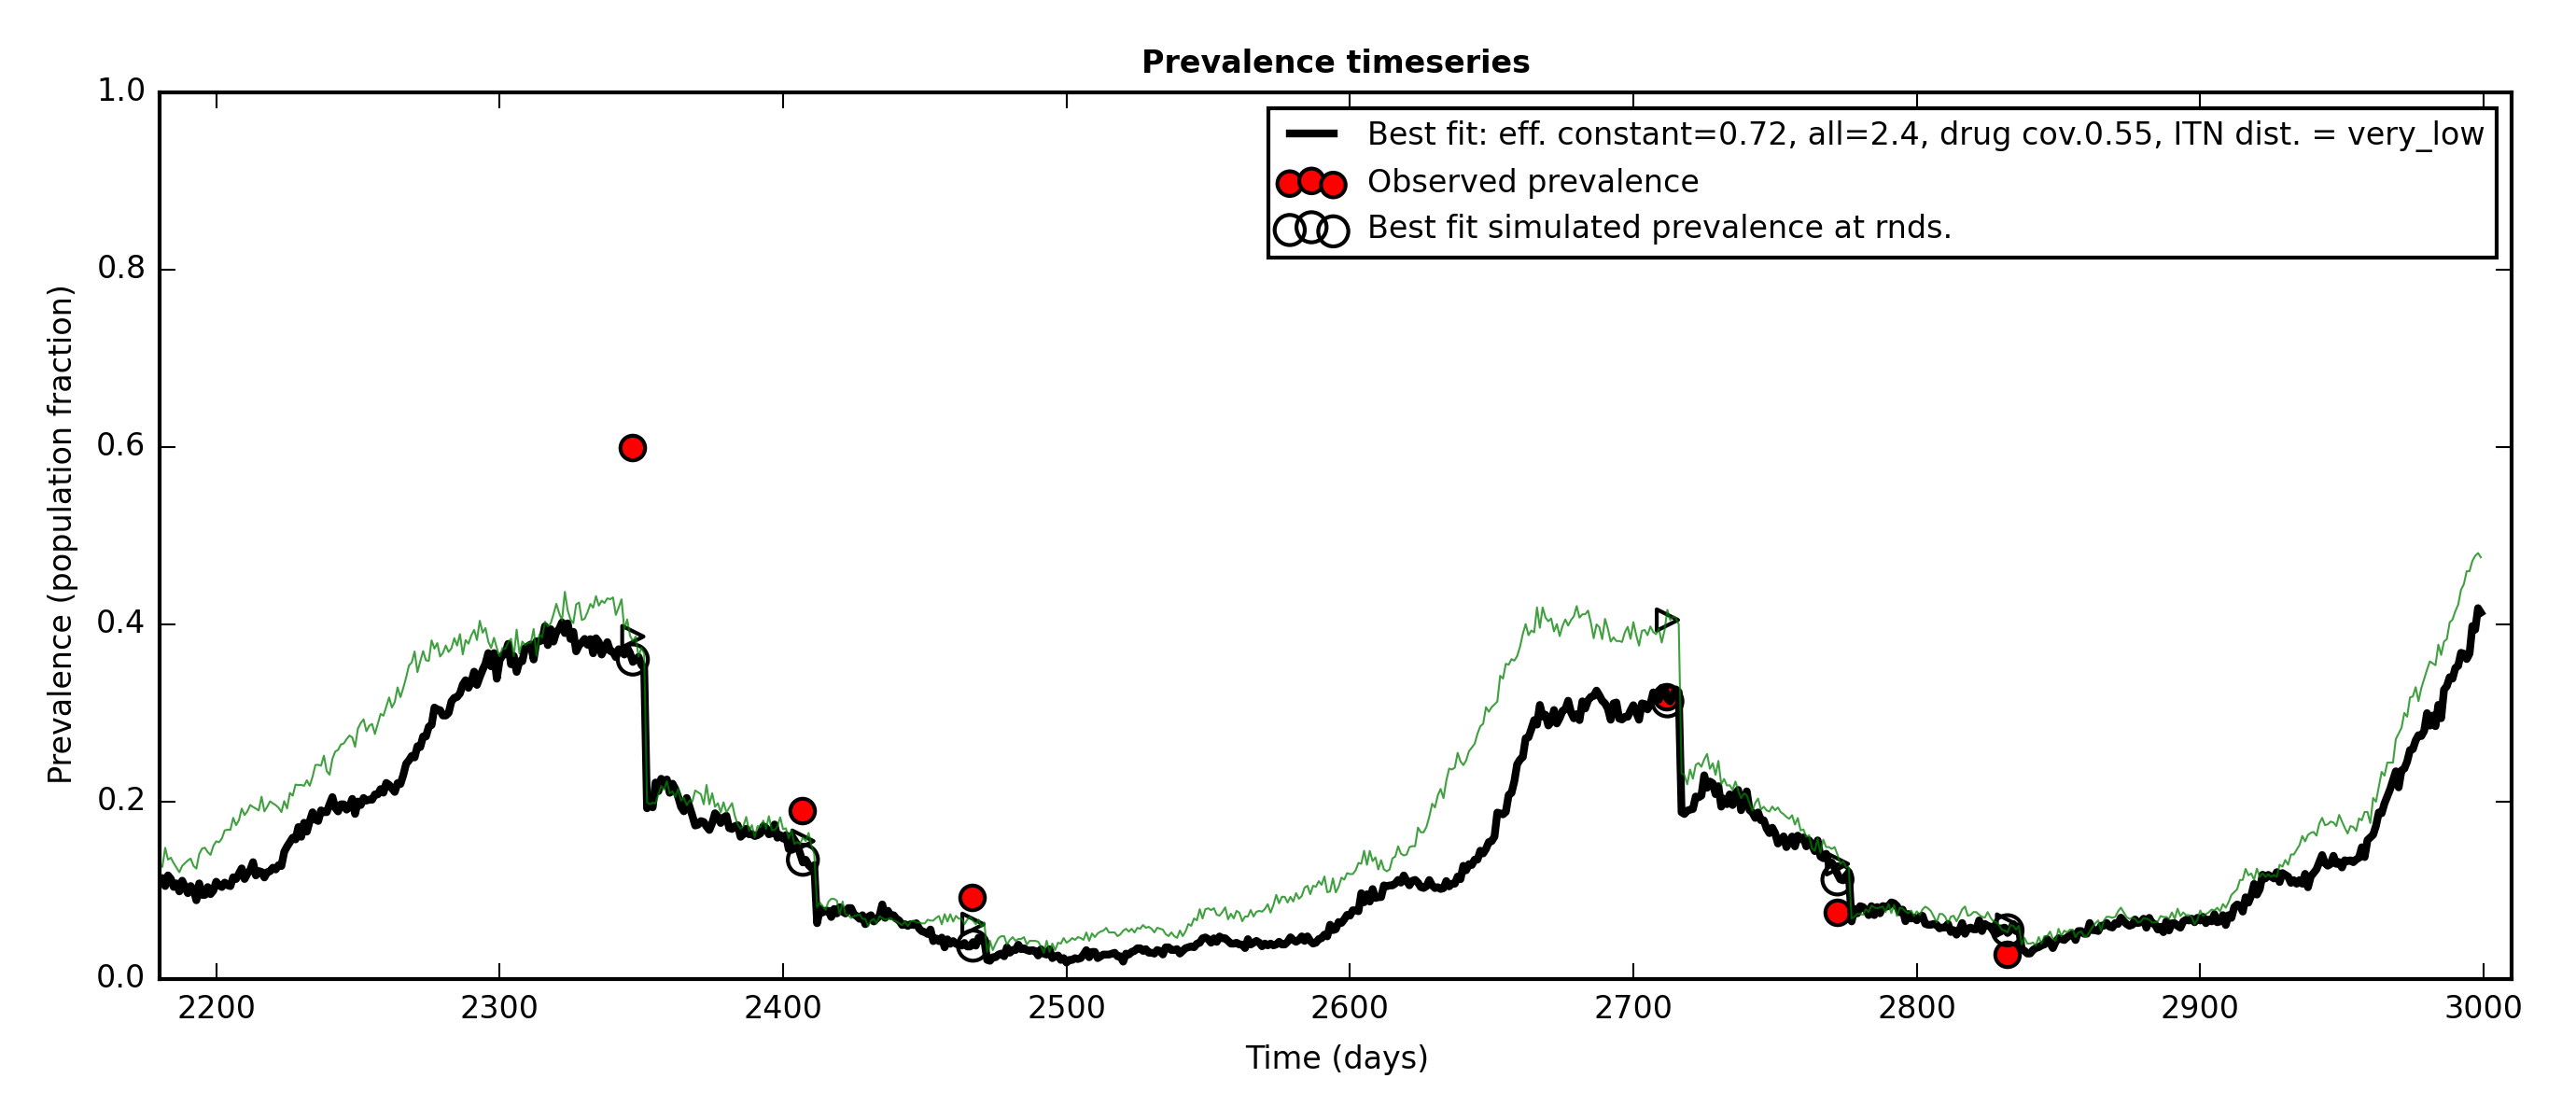 Prevalence timeseries
Best fit: eff. constant=0.72, all=2.4, drug cov.0.55, ITN dist. = very_low
Observed prevalence
Best fit simulated prevalence at rnds.
Prevalence (population fraction)
1.0
0.8
0.6
0.4
0.2
0.0
2200 2300 2400 2500 2600 2700 2800 2900 3000
Time (days)